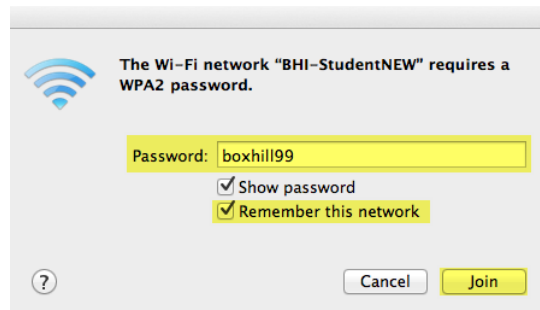 The Wi-Fi network “BHI-StudentNEW” requires a
WPA2 password.
Password: boxhill99
Show password
Remember this network
? Cancel Join